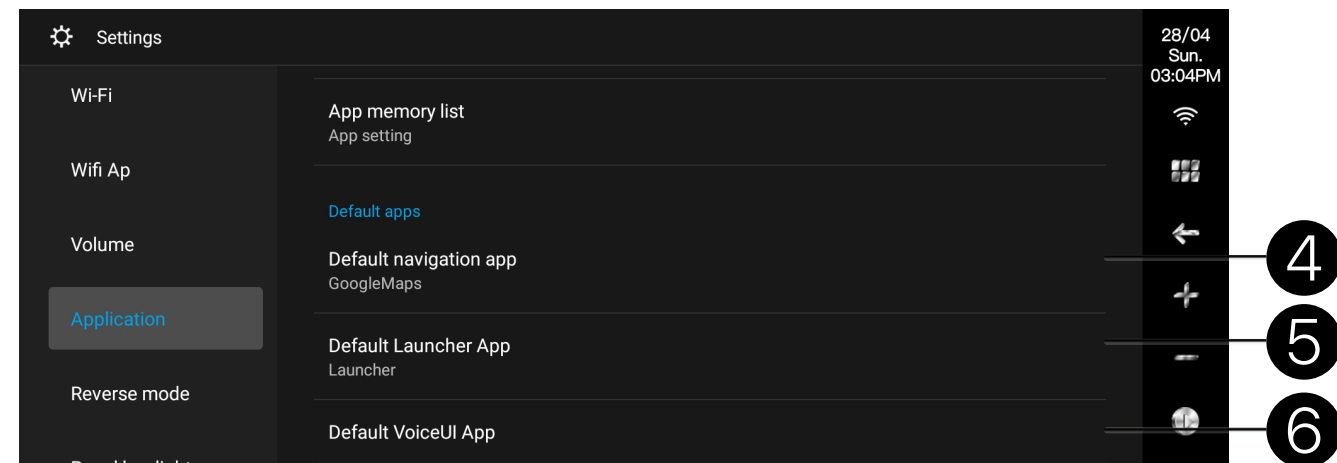 Settings
Wi-Fi
Wifi Ap
Volume
Application
Reverse mode
App memory list
App setting
Default apps
Default navigation app
GoogleMaps
Default Launcher App
Launcher
Default VoiceUI App
28/04
Sun.
03:04PM
4
5
6